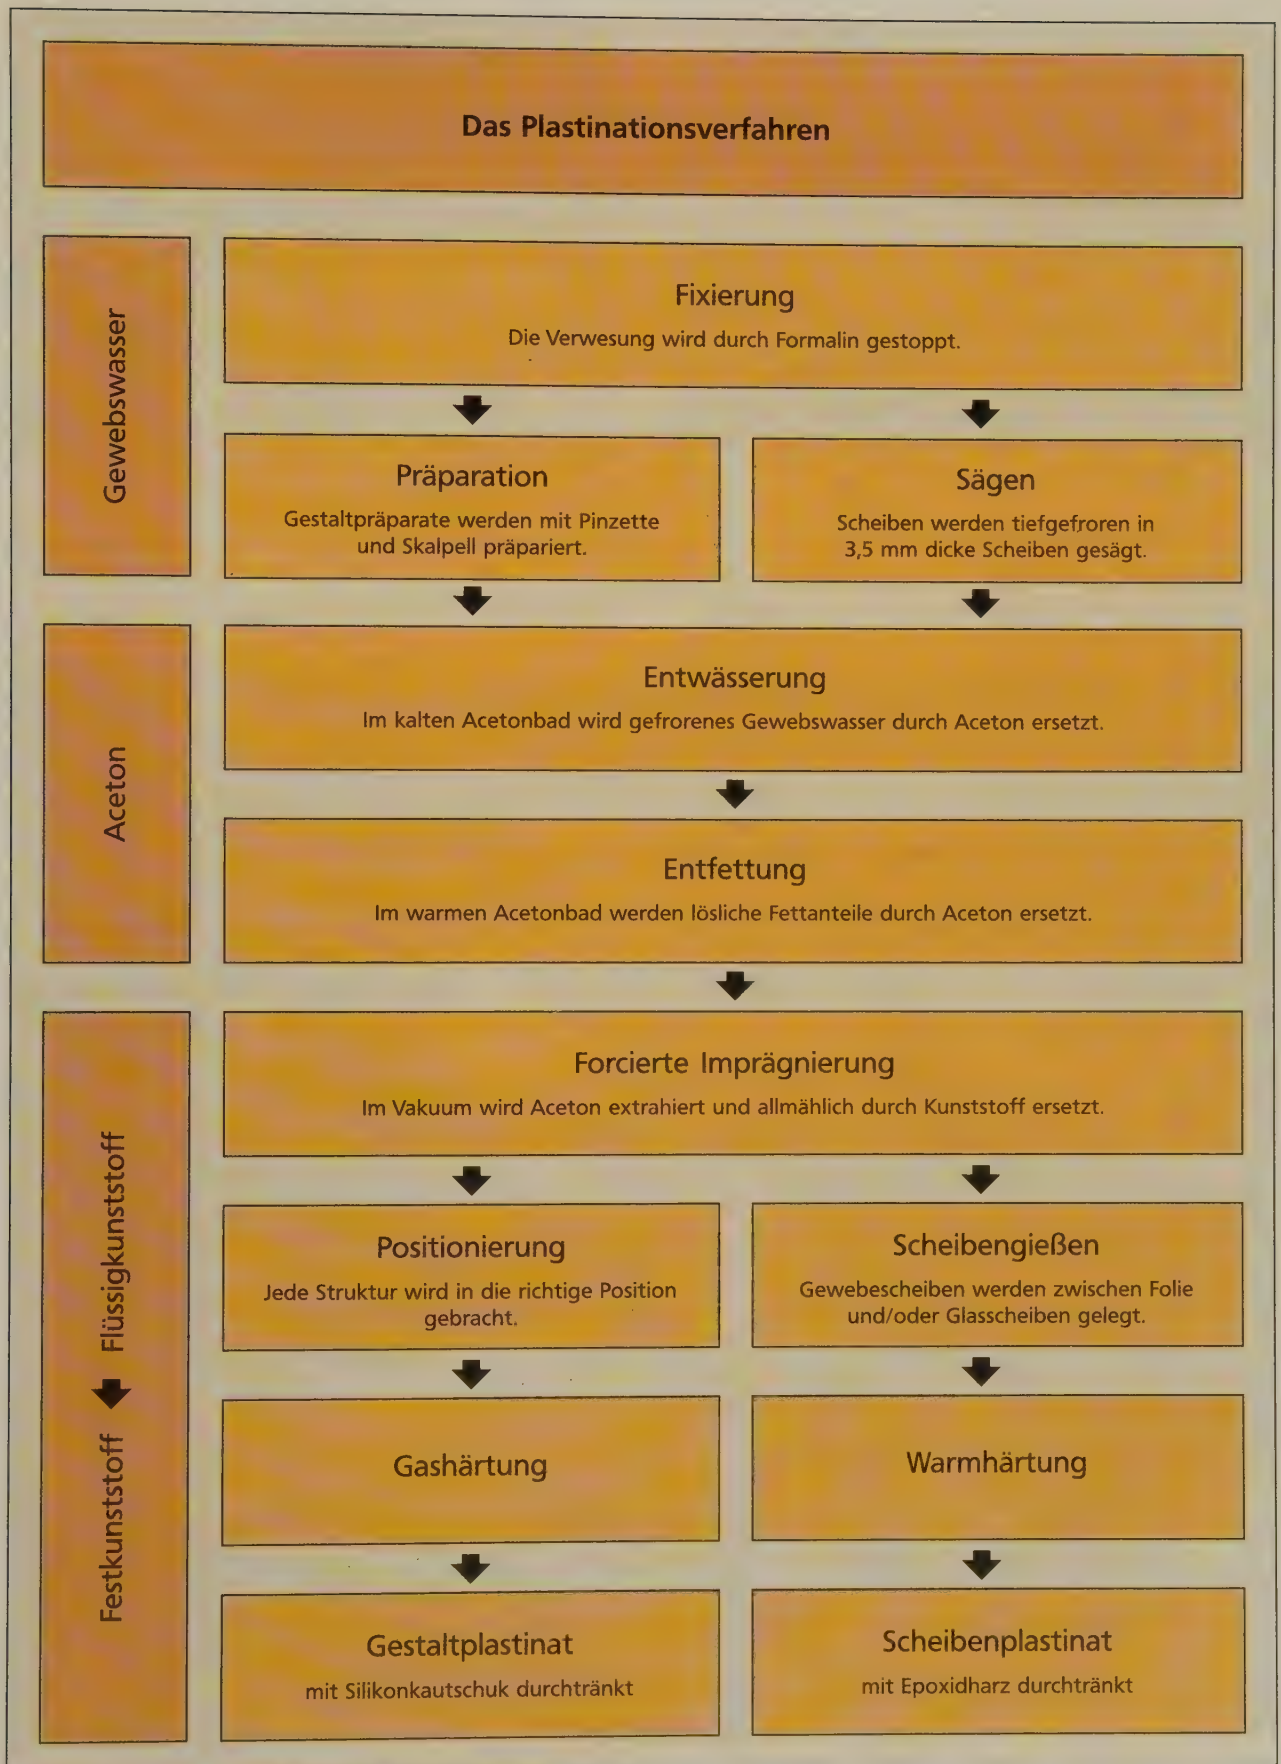 Das Plastinationsverfahren
Gewebswasser
Fixierung
Die Verwesung wird durch Formalin gestoppt.
Präparation
Gestaltpräparate werden mit Pinzette
und Skalpell präpariert.
Sägen
Scheiben werden tiefgefroren in
3,5 mm dicke Scheiben gesägt.
Aceton
Entwässerung
Im kalten Acetonbad wird gefrorenes Gewebswasser durch Aceton ersetzt.
Entfettung
Im warmen Acetonbad werden lösliche Fettanteile durch Aceton ersetzt.
Flüssigkunststoff
Festkunststoff
Forcierte Imprägnierung
Im Vakuum wird Aceton extrahiert und allmählich durch Kunststoff ersetzt.
Positionierung
Jede Struktur wird in die richtige Position
gebracht.
Scheibengießen
Gewebescheiben werden zwischen Folie
und/oder Glasscheiben gelegt.
Gashärtung
Warmhärtung
Gestaltplastinat
mit Silikonkautschuk durchtränkt
Scheibenplastinat
mit Epoxidharz durchtränkt